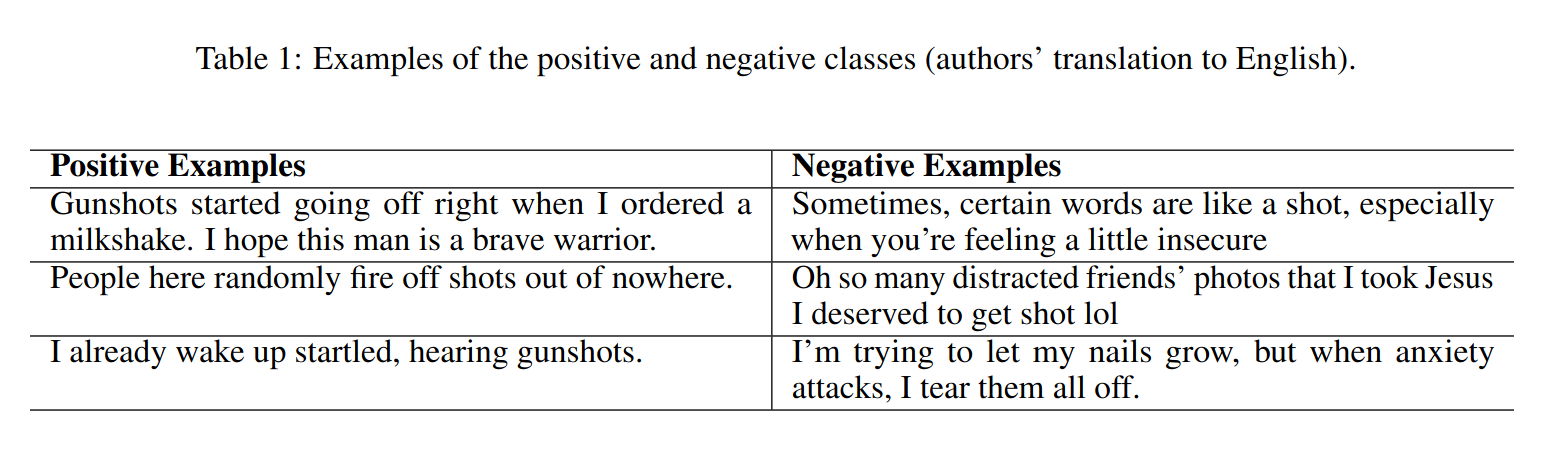 Table 1: Examples of the positive and negative classes (authors’ translation to English).
Positive Examples
Negative Examples
Gunshots started going off right when I ordered a
milkshake. I hope this man is a brave warrior.
Sometimes, certain words are like a shot, especially
when you’re feeling a little insecure
People here randomly fire off shots out of nowhere.
Oh so many distracted friends’ photos that I took Jesus
I deserved to get shot lol
I already wake up startled, hearing gunshots.
I’m trying to let my nails grow, but when anxiety
attacks, I tear them all off.